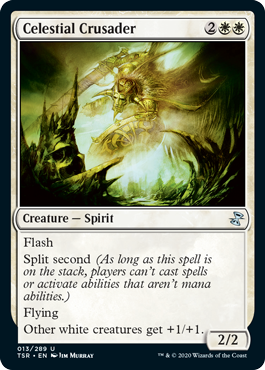 Celestial Crusader 2
Creature — Spirit
Flash
Split second (As long as this spell is
on the stack, players can't cast spells
or activate abilities that aren't mana
abilities.)
Flying
Other white creatures get +1/+1.
2/2
013/289 U
TSR • EN Jim Murray
™ & © 2020 Wizards of the Coast